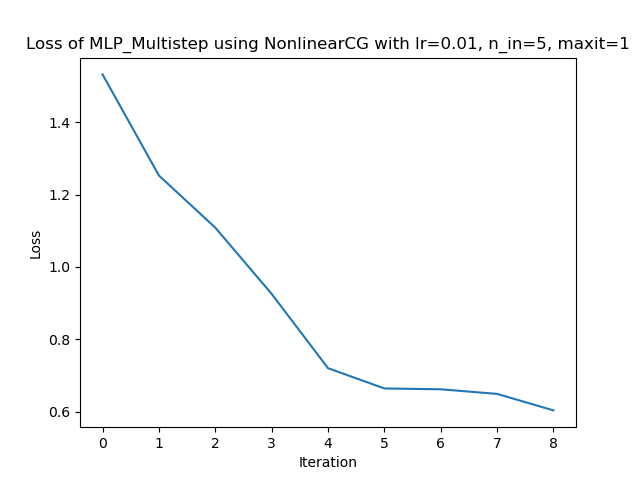 Loss of MLP_Multistep using NonlinearCG with lr=0.01, n_in=5, maxit=1
1.4
1.2
1.0
0.8
0.6
Loss
0 1 2 3 4 5 6 7 8
Iteration